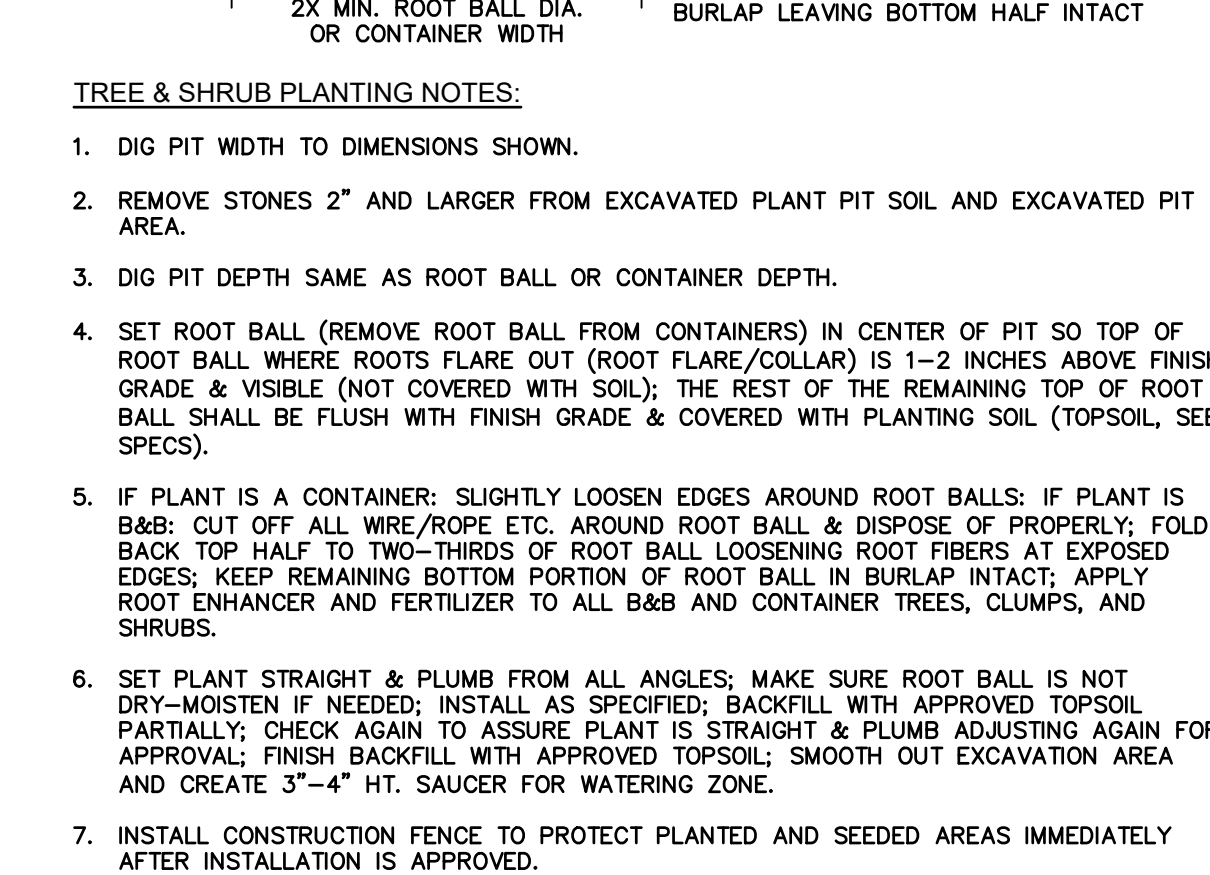 2X MIN. ROOT BALL DIA.
OR CONTAINER WIDTH
BURLAP LEAVING BOTTOM HALF INTACT
TREE & SHRUB PLANTING NOTES:
1. DIG PIT WIDTH TO DIMENSIONS SHOWN.
2. REMOVE STONES 2" AND LARGER FROM EXCAVATED PLANT PIT SOIL AND EXCAVATED PIT
AREA.
3. DIG PIT DEPTH SAME AS ROOT BALL OR CONTAINER DEPTH.
4. SET ROOT BALL (REMOVE ROOT BALL FROM CONTAINERS) IN CENTER OF PIT SO TOP OF
ROOT BALL WHERE ROOTS FLARE OUT (ROOT FLARE/COLLAR) IS 1-2 INCHES ABOVE FINISH
GRADE & VISIBLE (NOT COVERED WITH SOIL); THE REST OF THE REMAINING TOP OF ROOT
BALL SHALL BE FLUSH WITH FINISH GRADE & COVERED WITH PLANTING SOIL (TOPSOIL, SEE
SPECS).
5. IF PLANT IS A CONTAINER: SLIGHTLY LOOSEN EDGES AROUND ROOT BALLS: IF PLANT IS
B&B: CUT OFF ALL WIRE/ROPE ETC. AROUND ROOT BALL & DISPOSE OF PROPERLY; FOLD
BACK TOP HALF TO TWO-THIRDS OF ROOT BALL LOOSENING ROOT FIBERS AT EXPOSED
EDGES; KEEP REMAINING BOTTOM PORTION OF ROOT BALL IN BURLAP INTACT; APPLY
ROOT ENHANCER AND FERTILIZER TO ALL B&B AND CONTAINER TREES, CLUMPS, AND
SHRUBS.
6. SET PLANT STRAIGHT & PLUMB FROM ALL ANGLES; MAKE SURE ROOT BALL IS NOT
DRY-MOISTEN IF NEEDED; INSTALL AS SPECIFIED; BACKFILL WITH APPROVED TOPSOIL
PARTIALLY; CHECK AGAIN TO ASSURE PLANT IS STRAIGHT & PLUMB ADJUSTING AGAIN FOR
APPROVAL; FINISH BACKFILL WITH APPROVED TOPSOIL; SMOOTH OUT EXCAVATION AREA
AND CREATE 3"-4" HT. SAUCER FOR WATERING ZONE.
7. INSTALL CONSTRUCTION FENCE TO PROTECT PLANTED AND SEEDED AREAS IMMEDIATELY
AFTER INSTALLATION IS APPROVED.